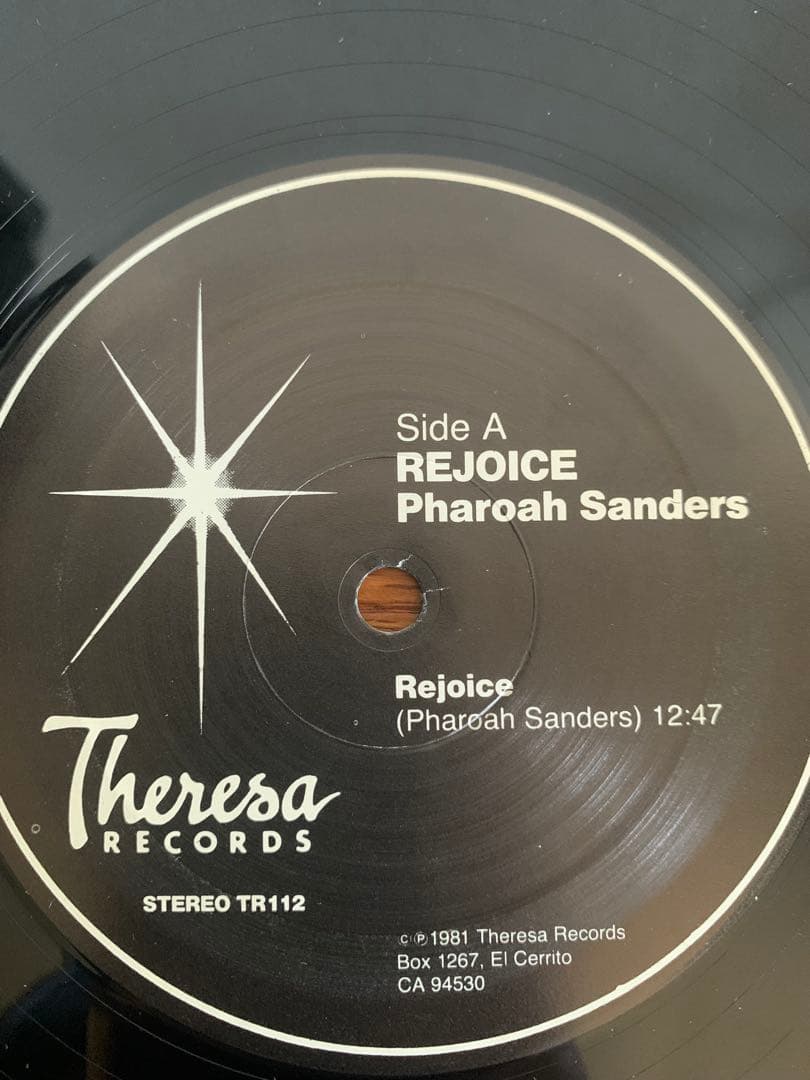 Side A
REJOICE
Pharoah Sanders
Rejoice
(Pharoah Sanders) 12:47
Theresa
RECORDS
STEREO TR112
©℗1981 Theresa Records
Box 1267, El Cerrito
CA 94530